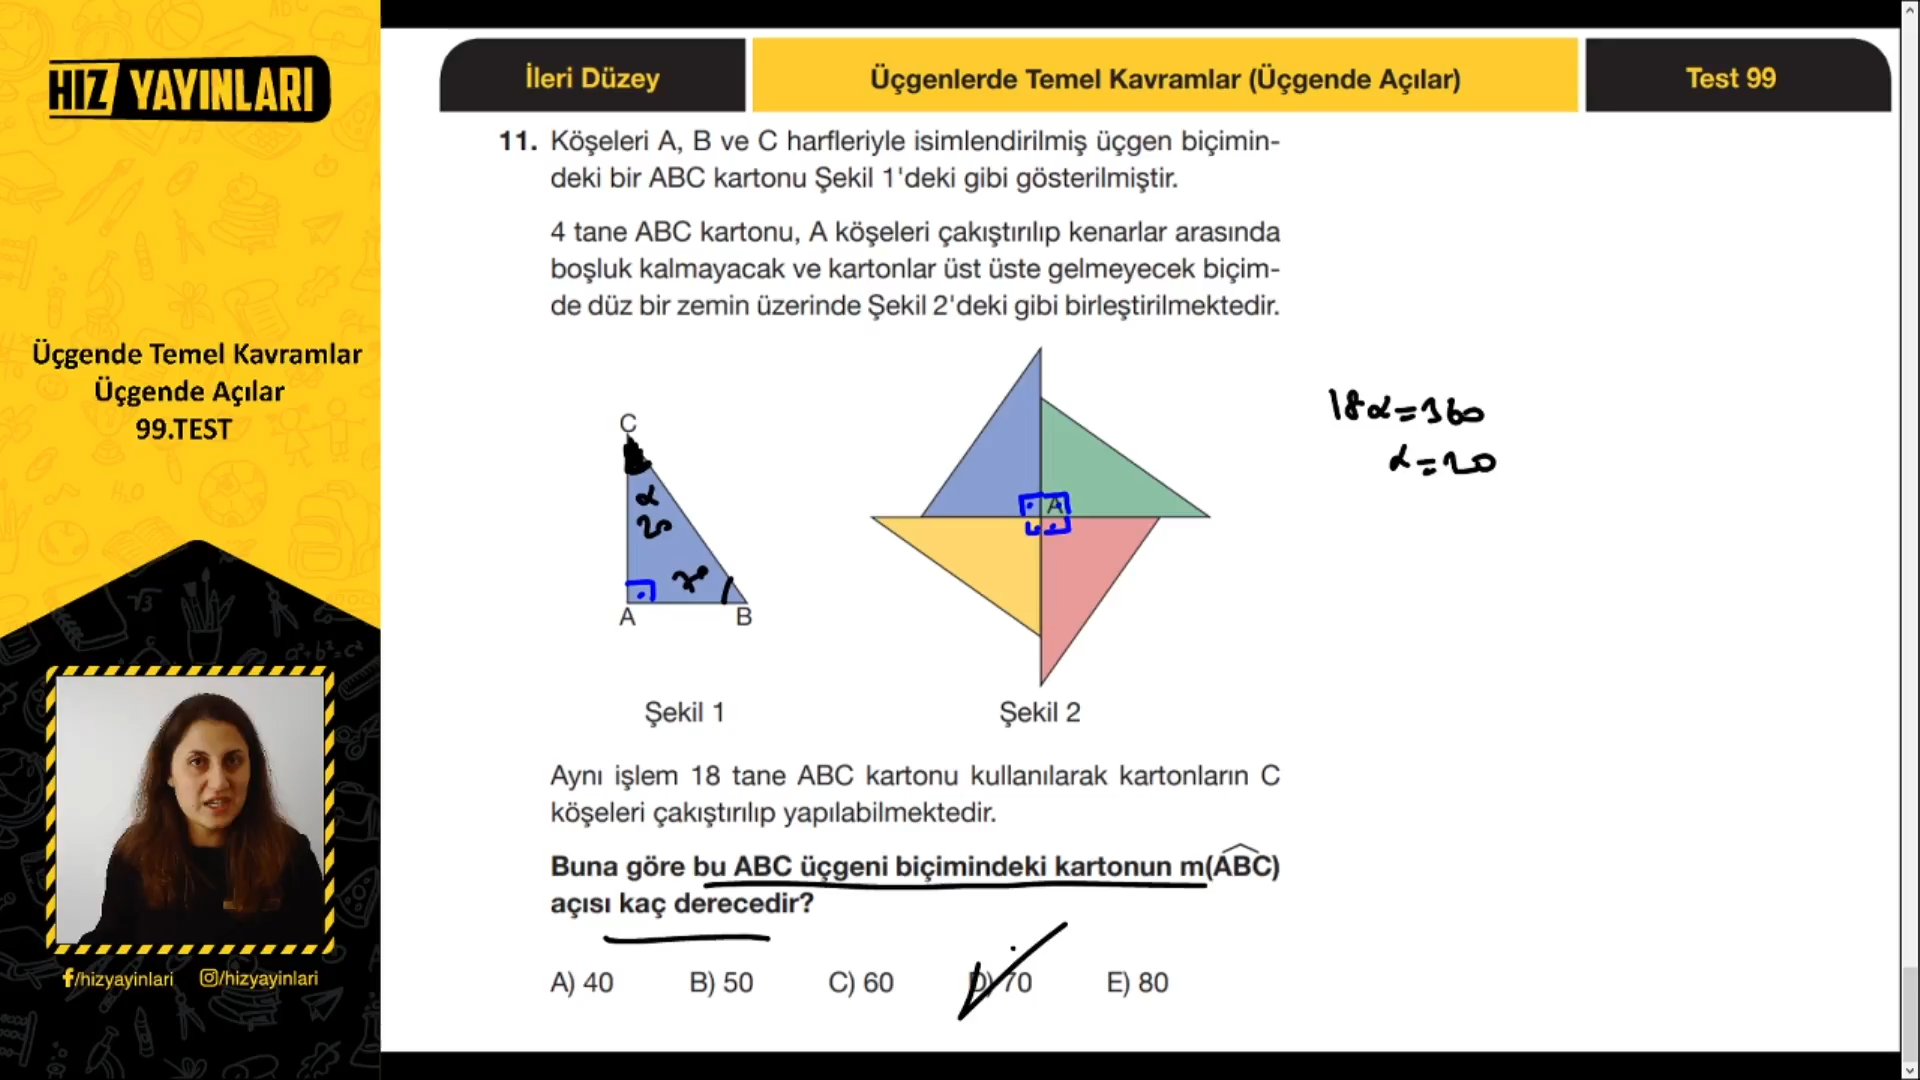 HIZ YAYINLARI
Üçgende Temel Kavramlar
Üçgende Açılar
99.TEST
f/hizyayinlari /hizyayinlari
İleri Düzey
Üçgenlerde Temel Kavramlar (Üçgende Açılar)
Test 99
11. Köşeleri A, B ve C harfleriyle isimlendirilmiş üçgen biçimin-
deki bir ABC kartonu Şekil 1'deki gibi gösterilmiştir.
4 tane ABC kartonu, A köşeleri çakıştırılıp kenarlar arasında
boşluk kalmayacak ve kartonlar üst üste gelmeyecek biçim-
de düz bir zemin üzerinde Şekil 2'deki gibi birleştirilmektedir.
C
α
20
70
A
B
Şekil 1
A
Şekil 2
18α=360
α=20
Aynı işlem 18 tane ABC kartonu kullanılarak kartonların C
köşeleri çakıştırılıp yapılabilmektedir.
Buna göre bu ABC üçgeni biçimindeki kartonun m(ABC)
açısı kaç derecedir?
A) 40 B) 50 C) 60 D) 70 E) 80